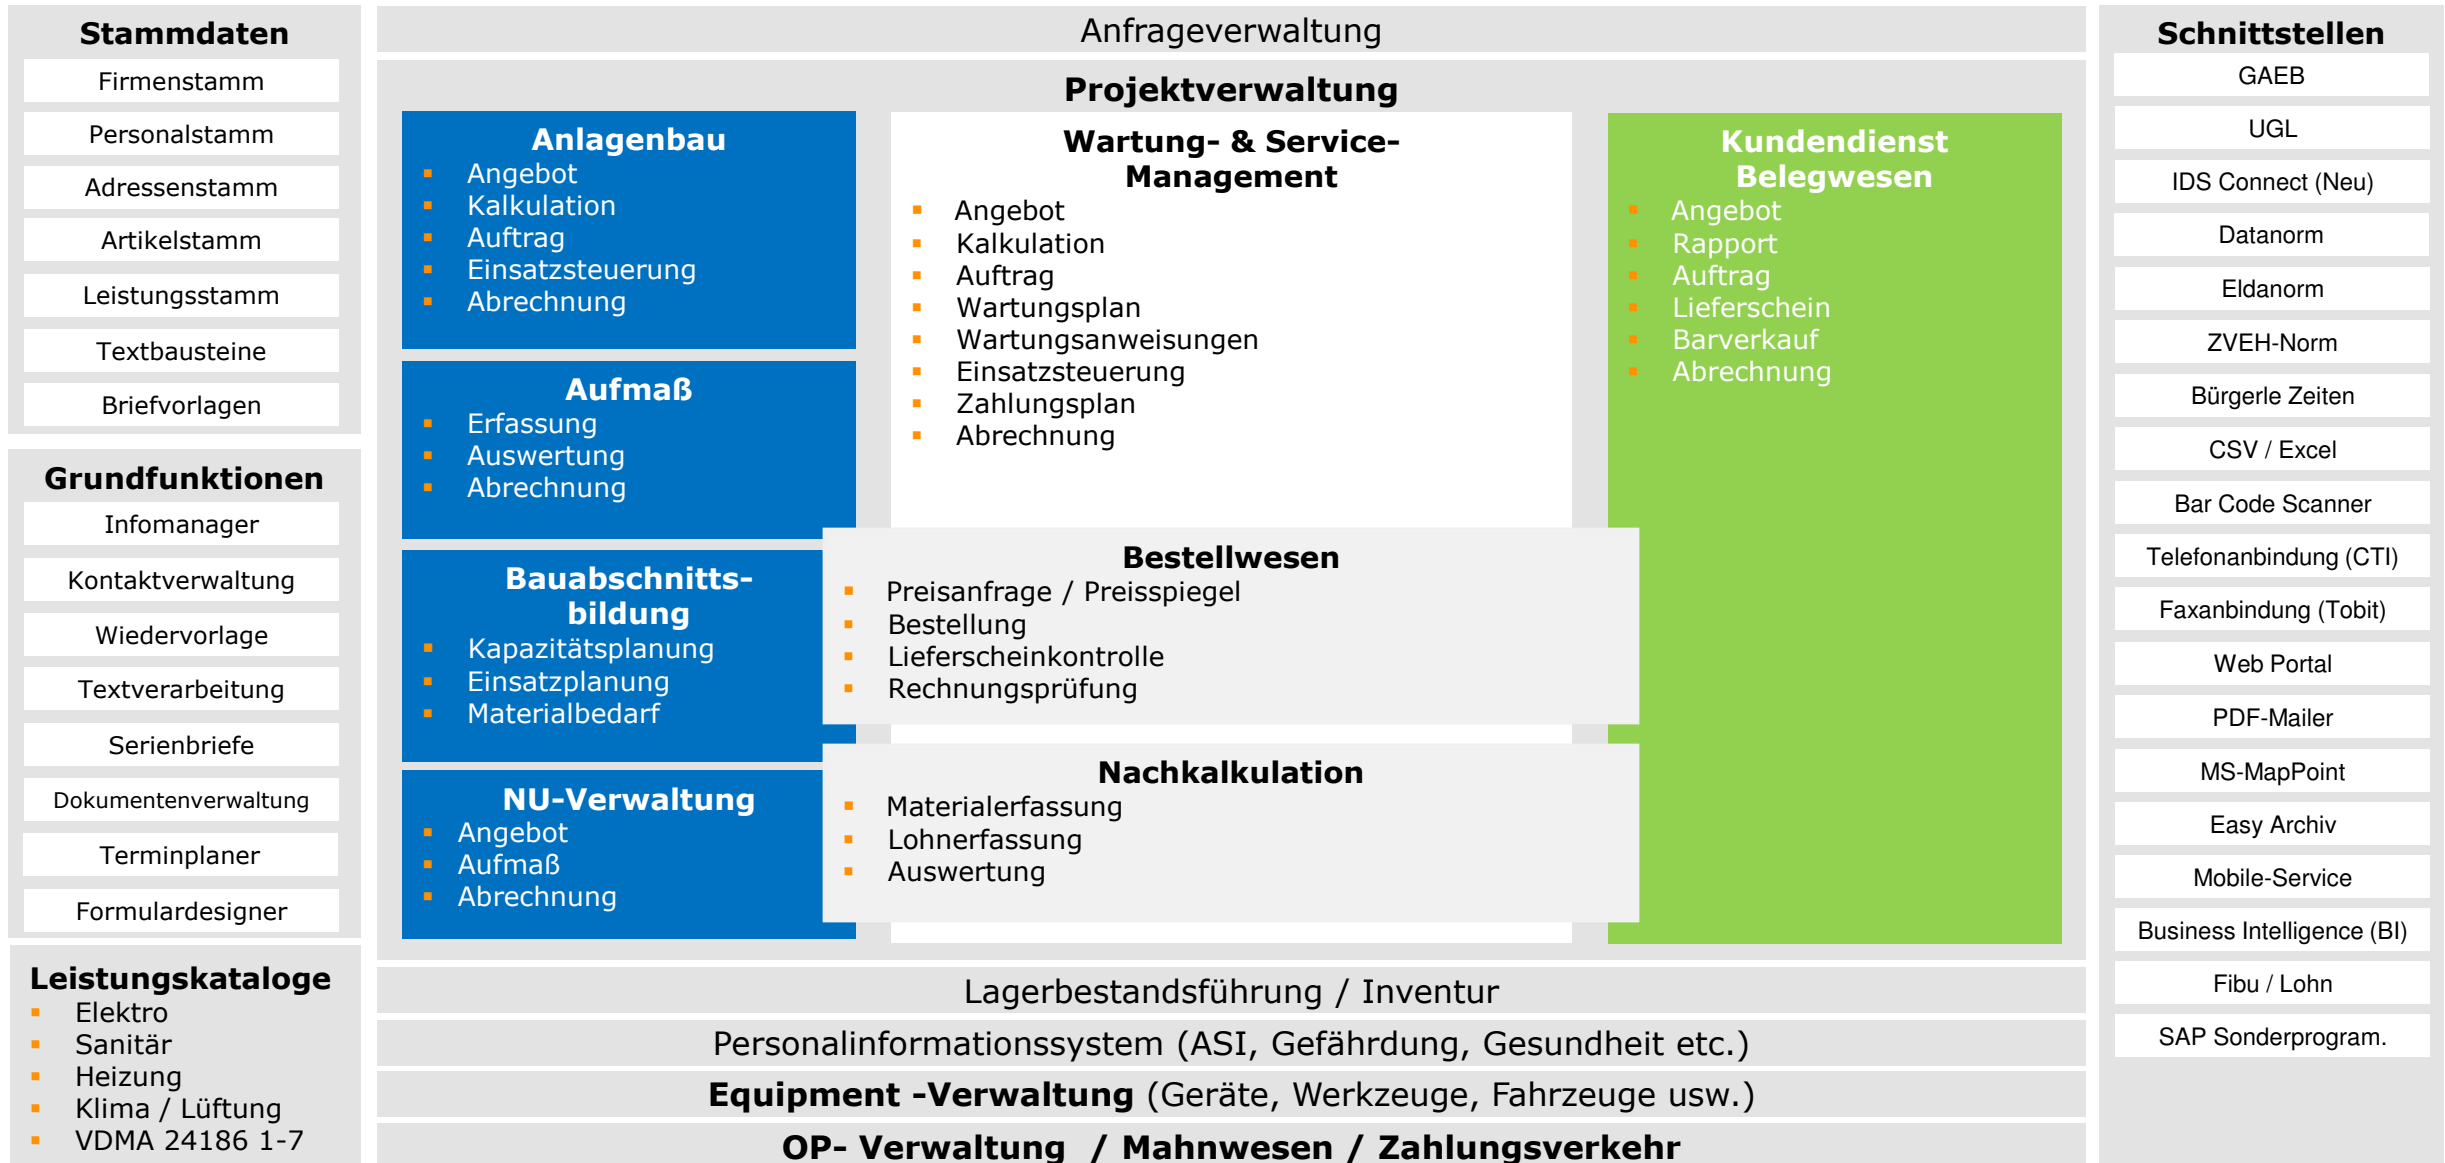 Stammdaten
Firmenstamm
Personalstamm
Adressenstamm
Artikelstamm
Leistungsstamm
Textbausteine
Briefvorlagen
Grundfunktionen
Infomanager
Kontaktverwaltung
Wiedervorlage
Textverarbeitung
Serienbriefe
Dokumentenverwaltung
Terminplaner
Formulardesigner
Leistungskataloge
Elektro
Sanitär
Heizung
Klima / Lüftung
VDMA 24186 1-7
Anfrageverwaltung
Projektverwaltung
Anlagenbau
Angebot
Kalkulation
Auftrag
Einsatzsteuerung
Abrechnung
Aufmaß
Erfassung
Auswertung
Abrechnung
Bauabschnitts-
bildung
Kapazitätsplanung
Einsatzplanung
Materialbedarf
NU-Verwaltung
Angebot
Aufmaß
Abrechnung
Wartung- & Service-
Management
Angebot
Kalkulation
Auftrag
Wartungsplan
Wartungsanweisungen
Einsatzsteuerung
Zahlungsplan
Abrechnung
Bestellwesen
Preisanfrage / Preisspiegel
Bestellung
Lieferscheinkontrolle
Rechnungsprüfung
Nachkalkulation
Materialerfassung
Lohnerfassung
Auswertung
Kundendienst
Belegwesen
Angebot
Rapport
Auftrag
Lieferschein
Barverkauf
Abrechnung
Lagerbestandsführung / Inventur
Personalinformationssystem (ASI, Gefährdung, Gesundheit etc.)
Equipment -Verwaltung (Geräte, Werkzeuge, Fahrzeuge usw.)
OP- Verwaltung / Mahnwesen / Zahlungsverkehr
Schnittstellen
GAEB
UGL
IDS Connect (Neu)
Datanorm
Eldanorm
ZVEH-Norm
Bürgerle Zeiten
CSV / Excel
Bar Code Scanner
Telefonanbindung (CTI)
Faxanbindung (Tobit)
Web Portal
PDF-Mailer
MS-MapPoint
Easy Archiv
Mobile-Service
Business Intelligence (BI)
Fibu / Lohn
SAP Sonderprogram.